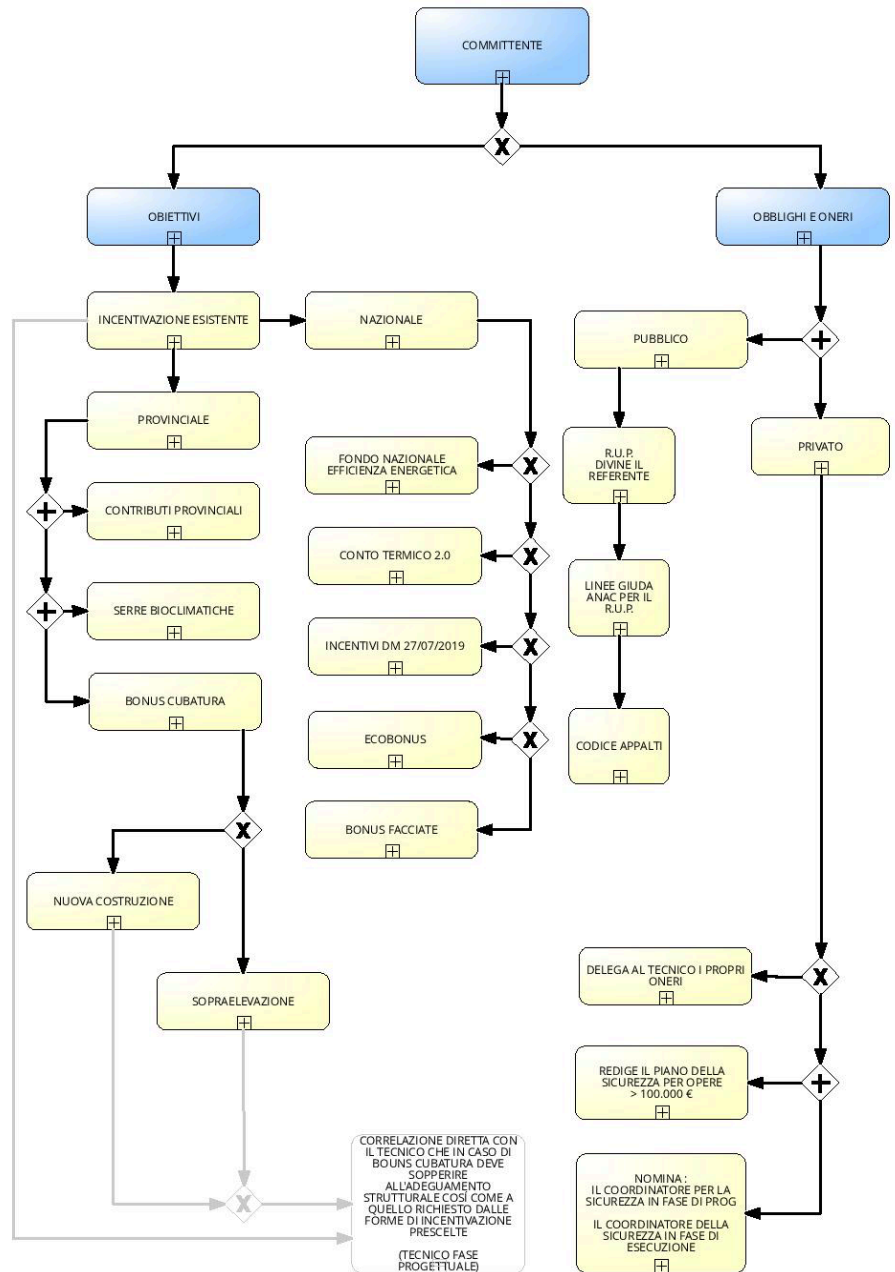 COMMITTENTE
OBIETTIVI
OBBLIGHI E ONERI
INCENTIVAZIONE ESISTENTE
NAZIONALE
PUBBLICO
PROVINCIALE
PRIVATO
R.U.P.
DIVINE IL
REFERENTE
FONDO NAZIONALE
EFFICIENZA ENERGETICA
CONTRIBUTI PROVINCIALI
CONTO TERMICO 2.0
LINEE GIUDA
ANAC PER IL
R.U.P.
SERRE BIOCLIMATICHE
INCENTIVI DM 27/07/2019
BONUS CUBATURA
ECOBONUS
CODICE APPALTI
BONUS FACCIATE
NUOVA COSTRUZIONE
DELEGA AL TECNICO I PROPRI
ONERI
SOPRAELEVAZIONE
REDIGE IL PIANO DELLA
SICUREZZA PER OPERE
> 100.000 €
CORRELAZIONE DIRETTA CON
IL TECNICO CHE IN CASO DI
BOUNS CUBATURA DEVE
SOPPERIRE
ALL'ADEGUAMENTO
STRUTTURALE COSÌ COME A
QUELLO RICHIESTO DALLE
FORME DI INCENTIVAZIONE
PRESCELTE
(TECNICO FASE
PROGETTUALE)
NOMINA :
IL COORDINATORE PER LA
SICUREZZA IN FASE DI PROG
IL COORDINATORE DELLA
SICUREZZA IN FASE DI
ESECUZIONE